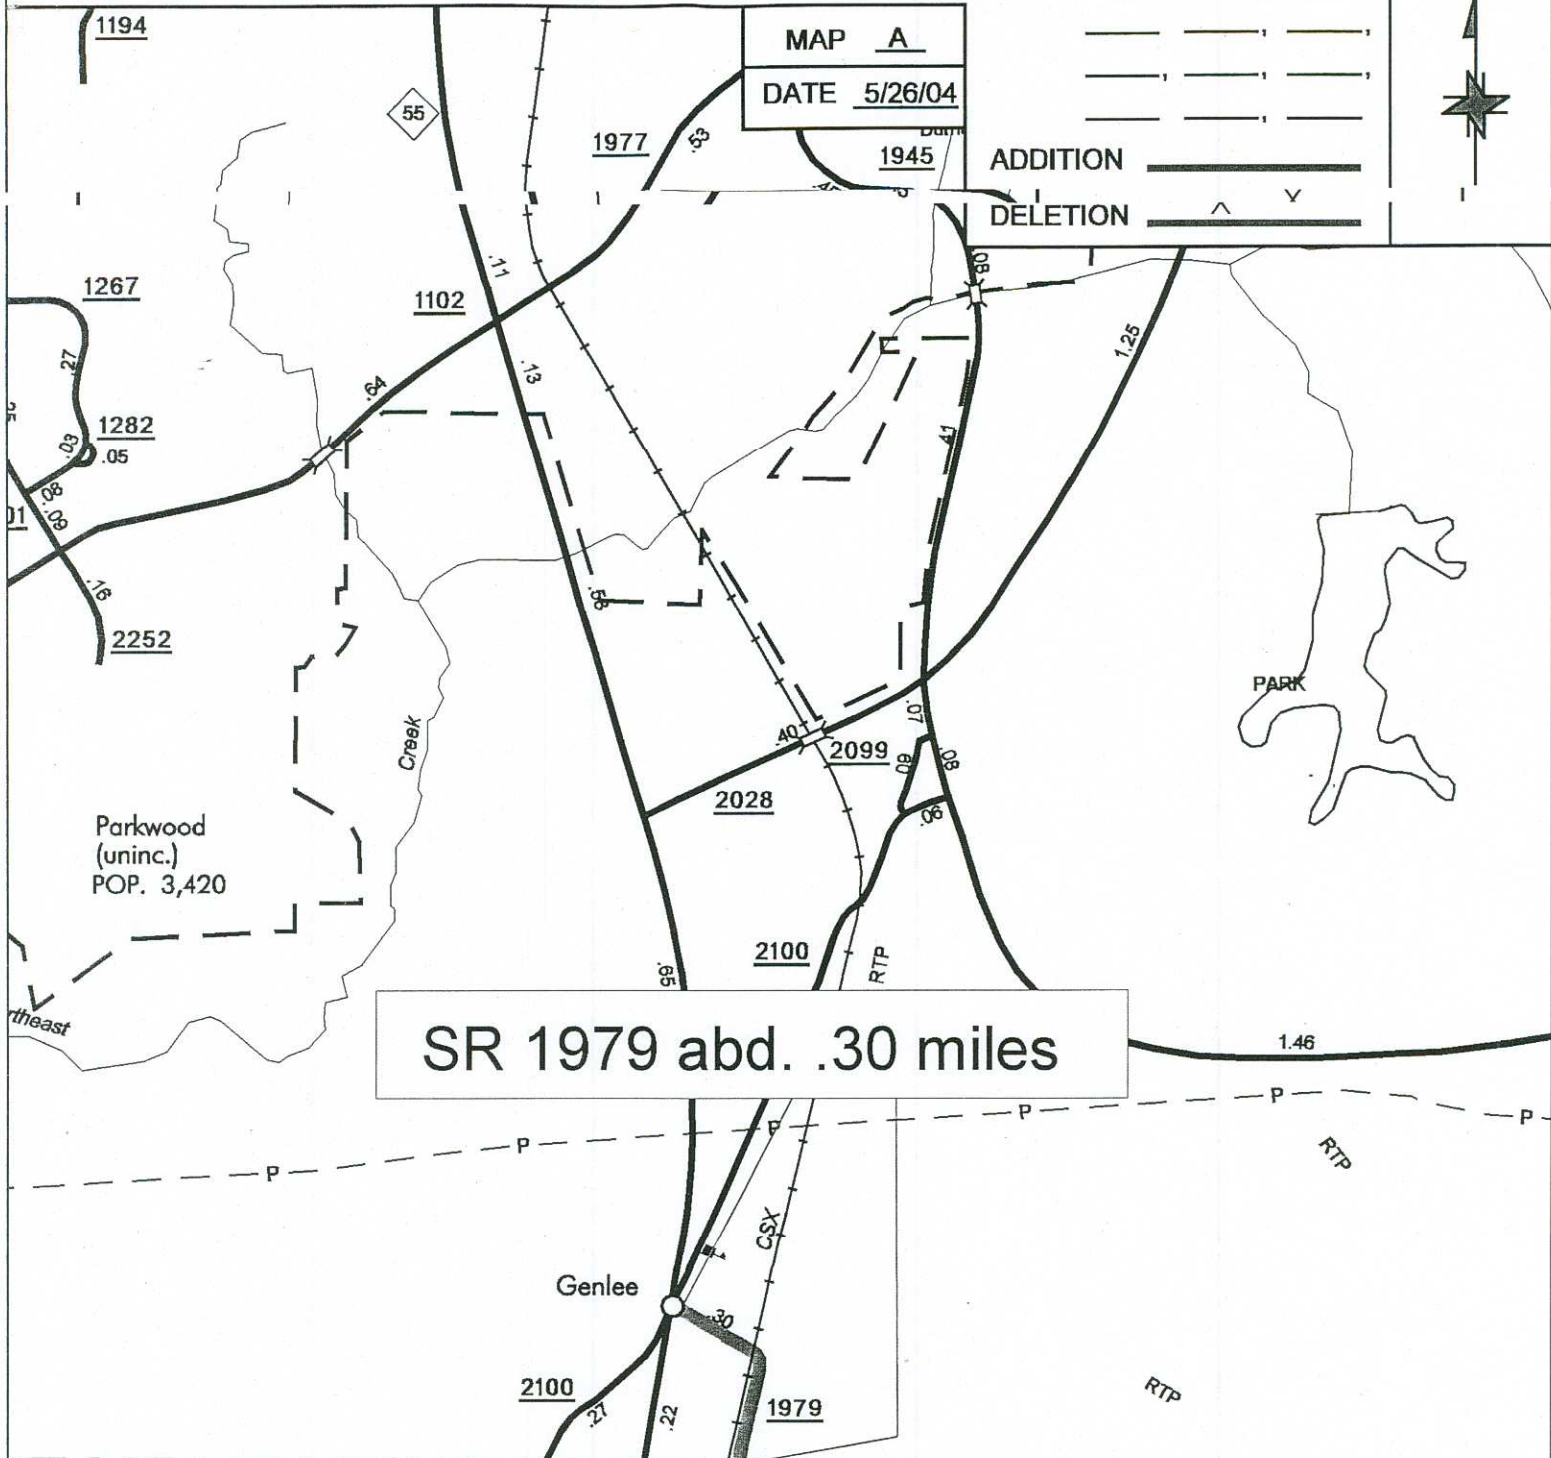 1194
MAP A
DATE 5/26/04
55
1977
.53
1945
ADDITION
DELETION
.11
.08
1267
1102
1.25
.27
.64
.13
1282
.03
.05
.41
.08
.09
01
.16
.58
2252
PARK
.07
.40
2099
.09
.08
Creek
2028
.06
Parkwood
(uninc.)
POP. 3,420
2100
RTP
.65
rtheast
SR 1979 abd. .30 miles
1.46
P
P
P
P
P
RTP
CSX
Genlee
.30
2100
RTP
.27
.22
1979